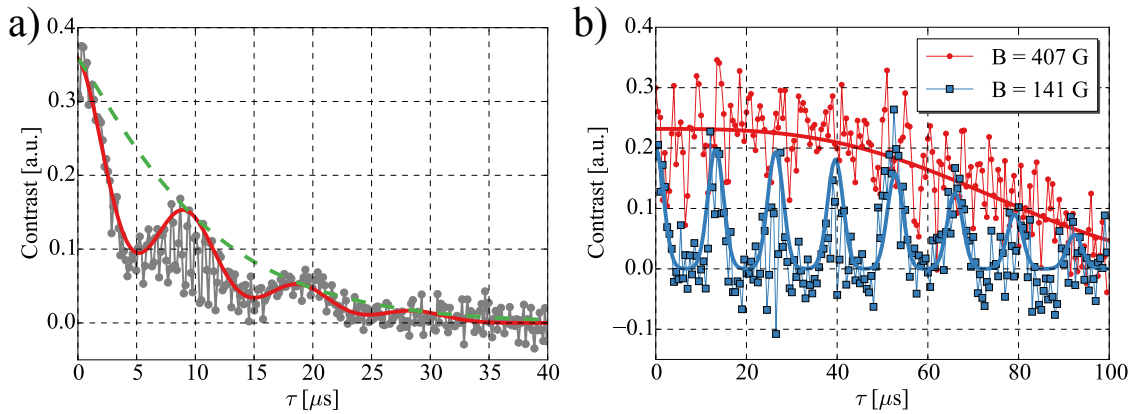 a)
0.4
0.3
0.2
0.1
0.0
Contrast [a.u.]
0 5 10 15 20 25 30 35 40
τ [μs]
b)
0.4
0.3
0.2
0.1
0.0
−0.1
Contrast [a.u.]
B = 407 G
B = 141 G
0 20 40 60 80 100
τ [μs]